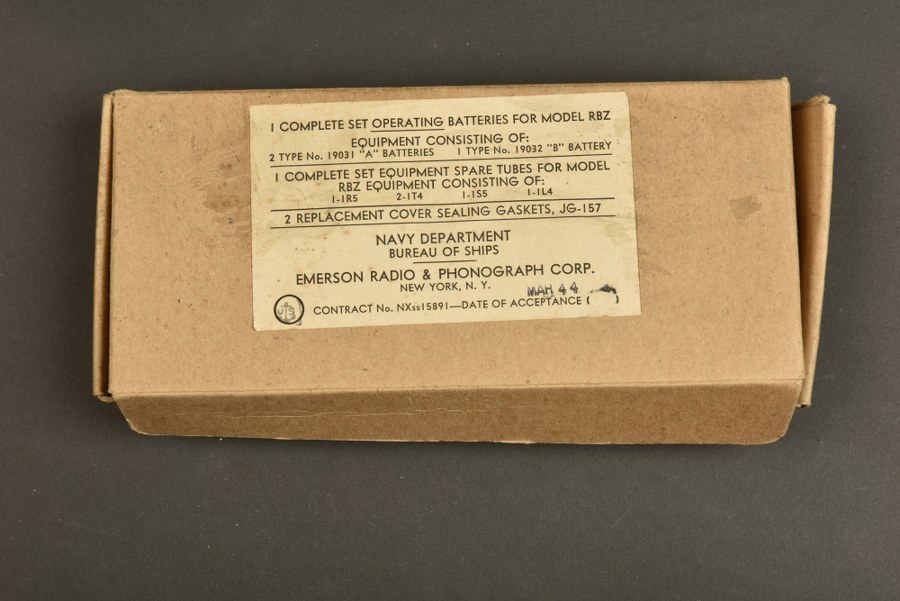 1 COMPLETE SET OPERATING BATTERIES FOR MODEL RBZ
EQUIPMENT CONSISTING OF:
2 TYPE No. 19031 "A" BATTERIES 1 TYPE No. 19032 "B" BATTERY
1 COMPLETE SET EQUIPMENT SPARE TUBES FOR MODEL
RBZ EQUIPMENT CONSISTING OF:
1-1R5 2-1T4 1-1S5 1-1L4
2 REPLACEMENT COVER SEALING GASKETS, JG-157
NAVY DEPARTMENT
BUREAU OF SHIPS
EMERSON RADIO & PHONOGRAPH CORP.
NEW YORK, N. Y.
MAR 44
CONTRACT No. NXss15891—DATE OF ACCEPTANCE ( )